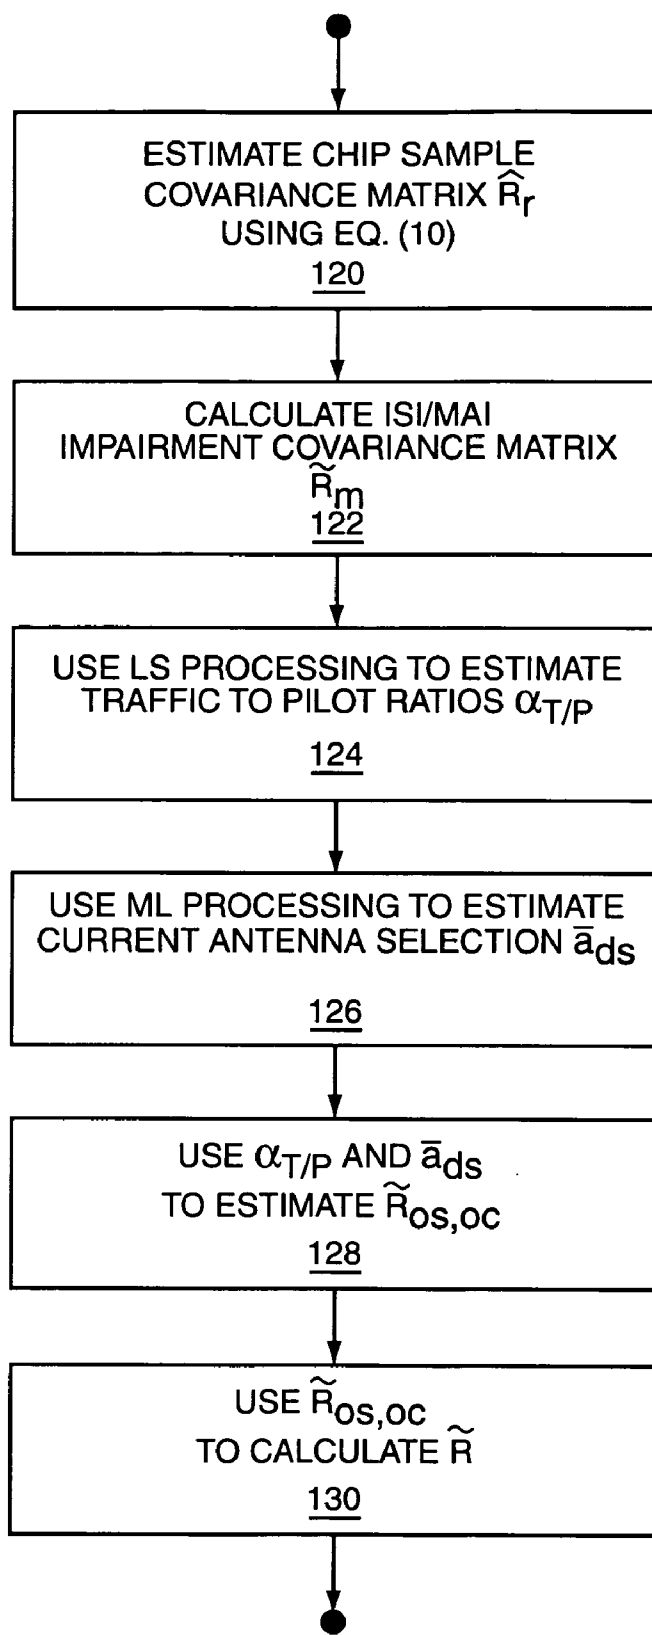 ESTIMATE CHIP SAMPLE
COVARIANCE MATRIX R̂r
USING EQ. (10)
120
CALCULATE ISI/MAI
IMPAIRMENT COVARIANCE MATRIX
R̃m
122
USE LS PROCESSING TO ESTIMATE
TRAFFIC TO PILOT RATIOS αT/P
124
USE ML PROCESSING TO ESTIMATE
CURRENT ANTENNA SELECTION āds
126
USE αT/P AND āds
TO ESTIMATE R̃os,oc
128
USE R̃os,oc
TO CALCULATE R̃
130